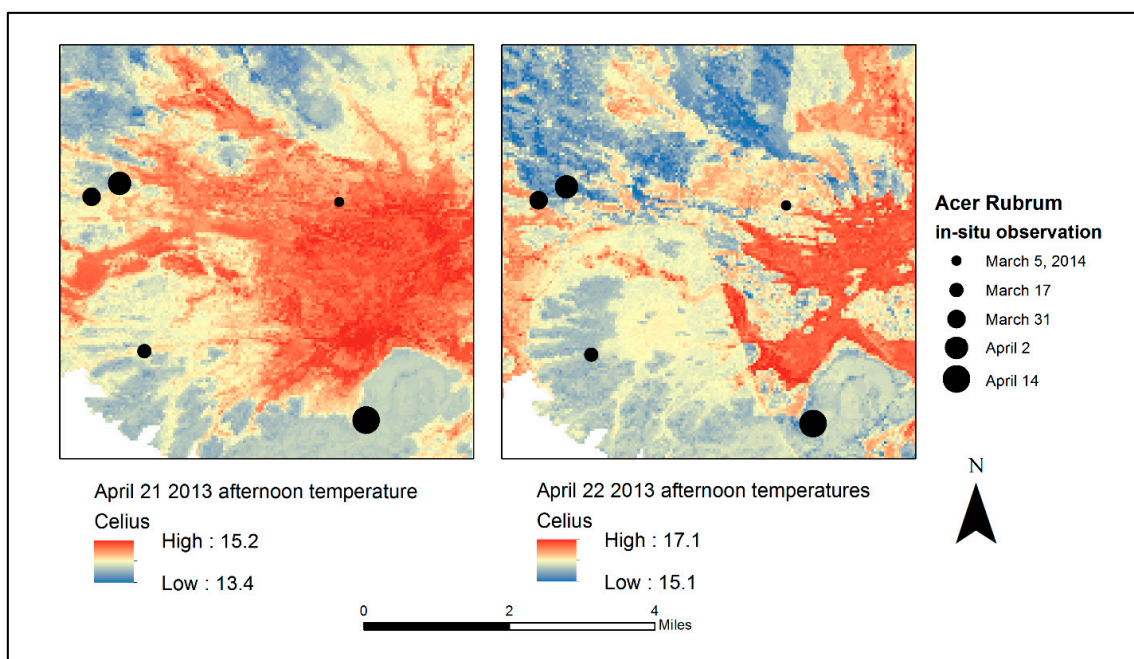 Acer Rubrum
in-situ observation
March 5, 2014
March 17
March 31
April 2
April 14
N
April 21 2013 afternoon temperature
Celius
High : 15.2
Low : 13.4
April 22 2013 afternoon temperatures
Celius
High : 17.1
Low : 15.1
0 2 4
Miles